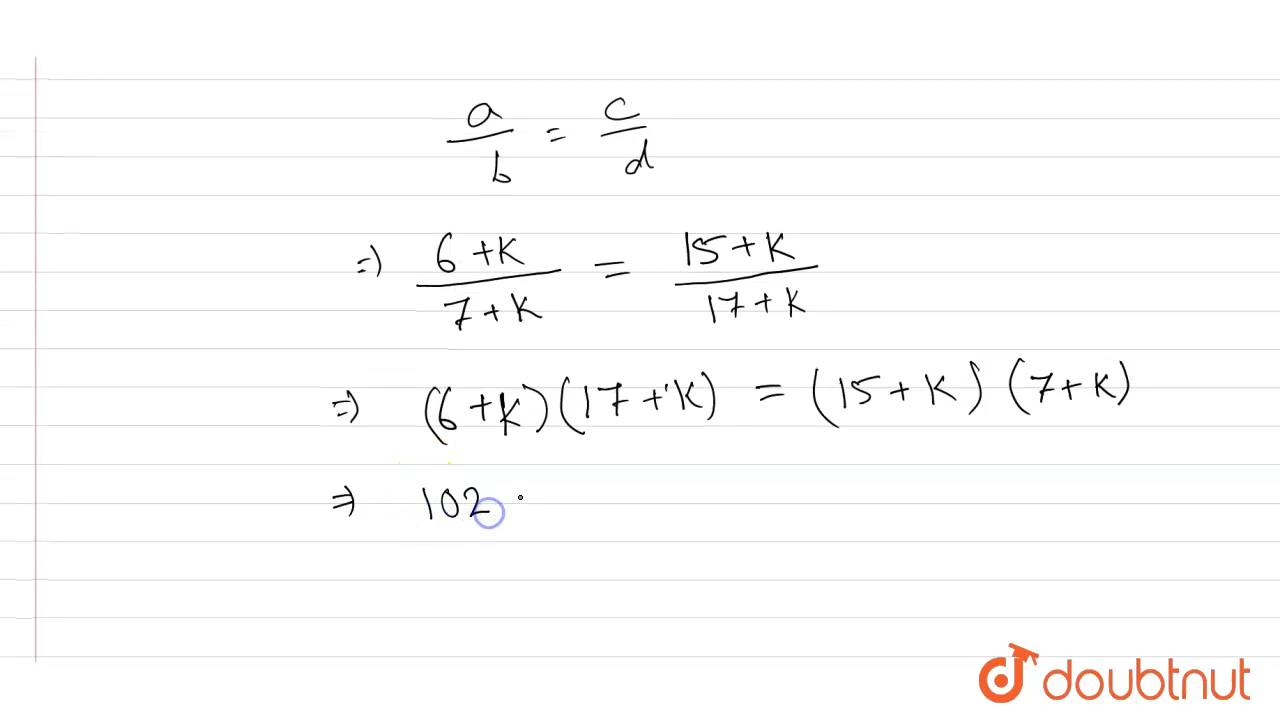 a/b = c/d
⇒ 6+K/7+K = 15+K/17+K
⇒ (6+K)(17+K) = (15+K)(7+K)
⇒ 102
doubtnut